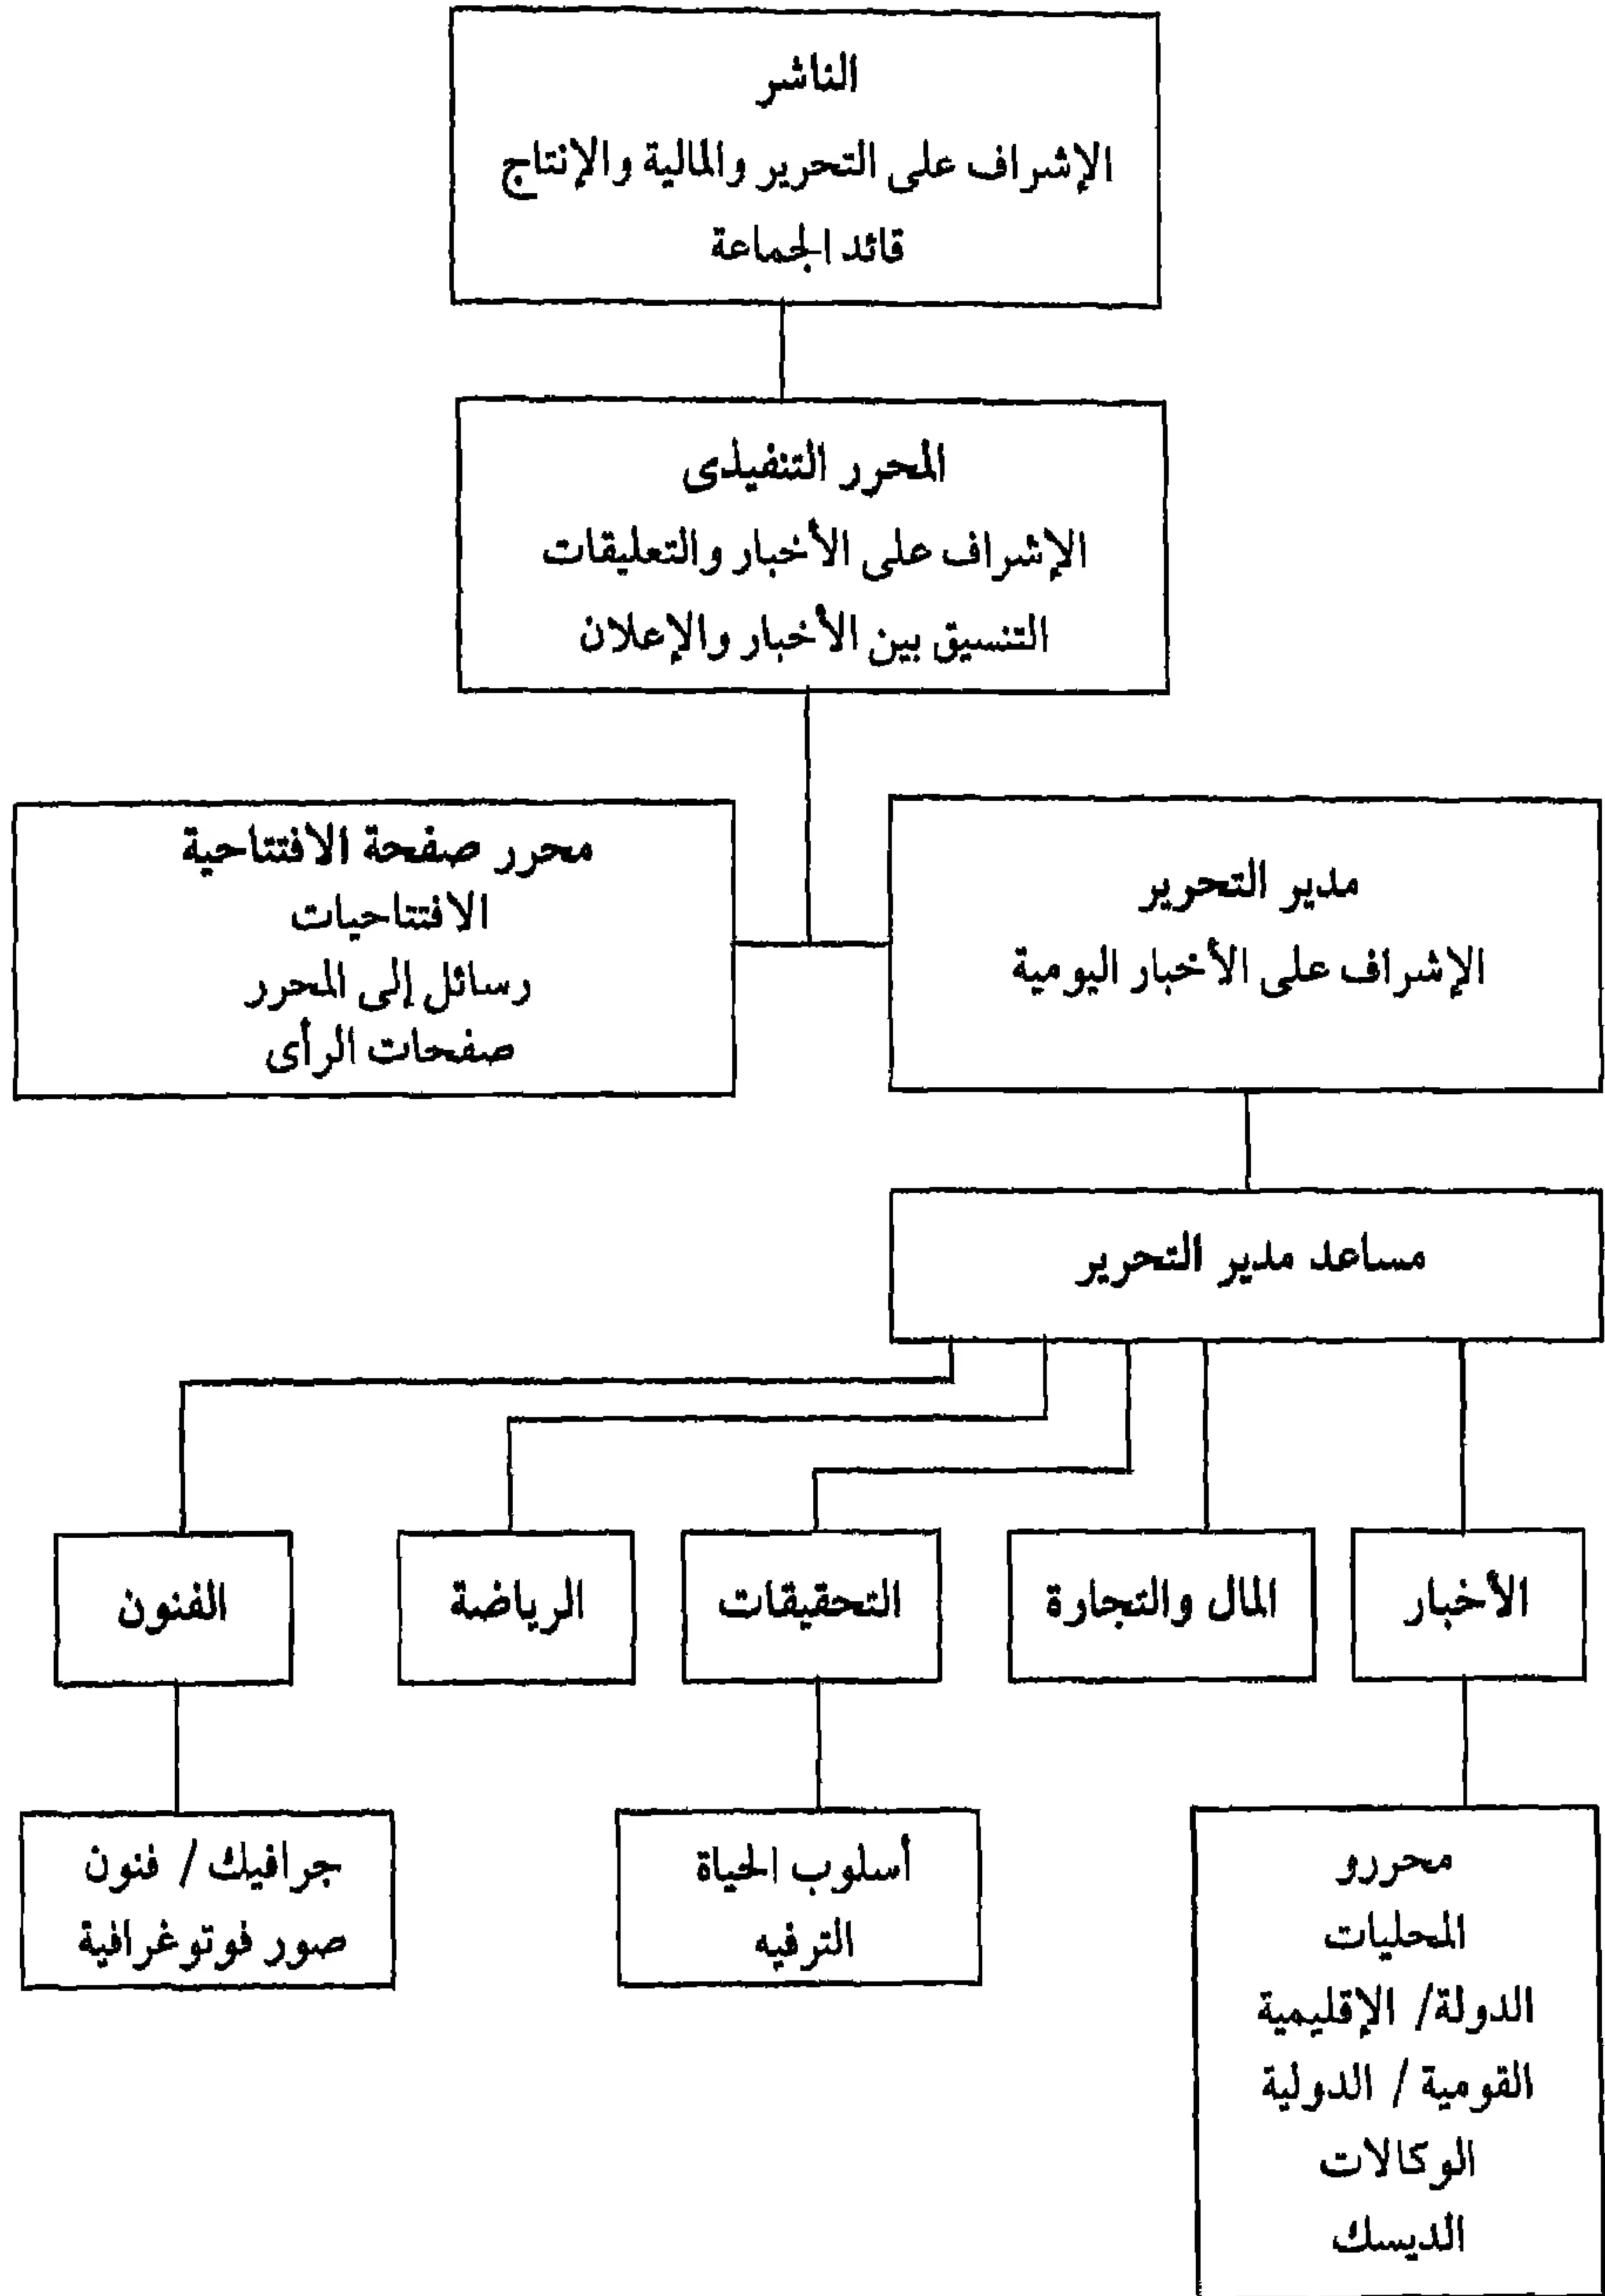 الناشر
الإشراف على التحرير والمالية والإنتاج
قائد الجماعة
المحرر التنفيذى
الإشراف على الأخبار والتعليقات
التنسيق بين الأخبار والإعلان
مدير التحرير
الإشراف على الأخبار اليومية
محرر صفحة الافتتاحية
الافتتاحيات
رسائل إلى المحرر
صفحات الرأى
مساعد مدير التحرير
الأخبار
المال والتجارة
التحقيقات
الرياضة
الفنون
محررو
المحليات
الدولة/ الإقليمية
القومية / الدولية
الوكالات
الديسك
أسلوب الحياة
الترفيه
جرافيك / فنون
صور فوتوغرافية